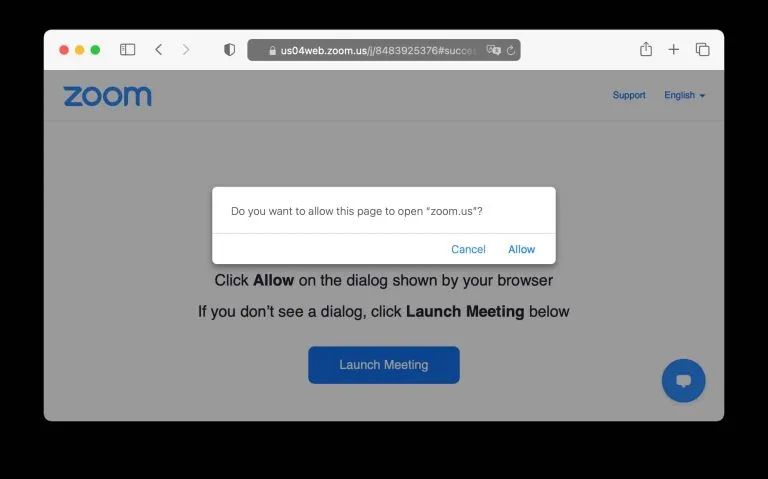 us04web.zoom.us/j/8483925376#succe
zoom
Support
English
Do you want to allow this page to open “zoom.us”?
Cancel
Allow
Click Allow on the dialog shown by your browser
If you don’t see a dialog, click Launch Meeting below
Launch Meeting